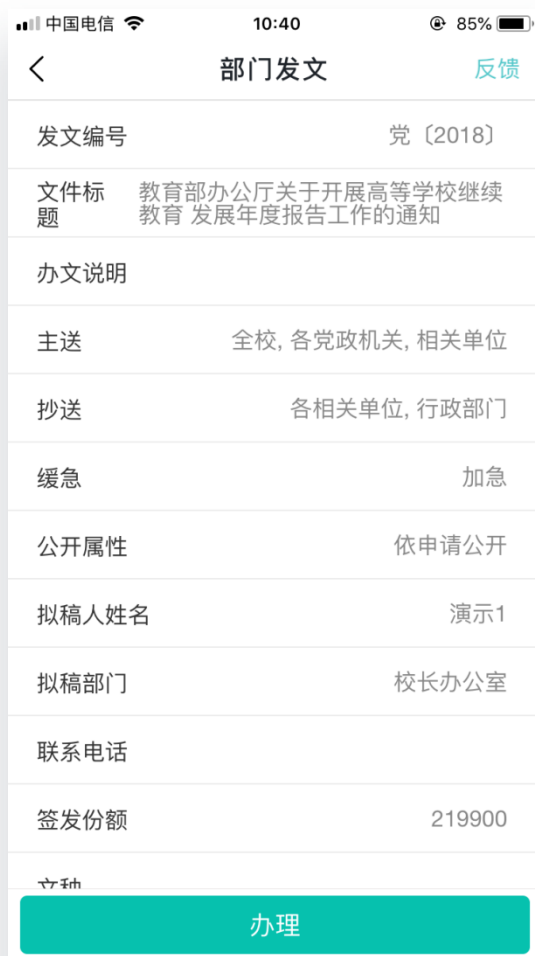 中国电信 10:40 85%
部门发文 反馈
发文编号 党〔2018〕
文件标 教育部办公厅关于开展高等学校继续
题 教育 发展年度报告工作的通知
办文说明
主送 全校, 各党政机关, 相关单位
抄送 各相关单位, 行政部门
缓急 加急
公开属性 依申请公开
拟稿人姓名 演示1
拟稿部门 校长办公室
联系电话
签发份额 219900
文种
办理